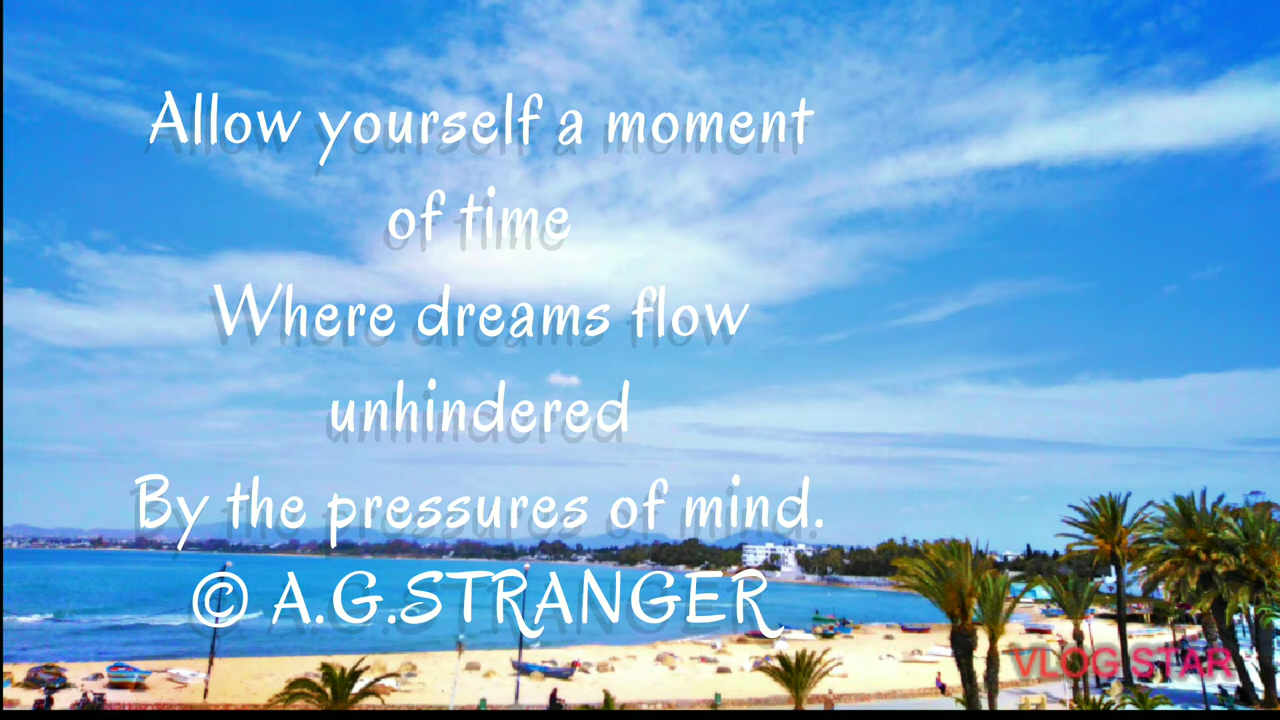 Allow yourself a moment
of time
Where dreams flow
unhindered
By the pressures of mind.
© A.G.STRANGER
VLOG STAR